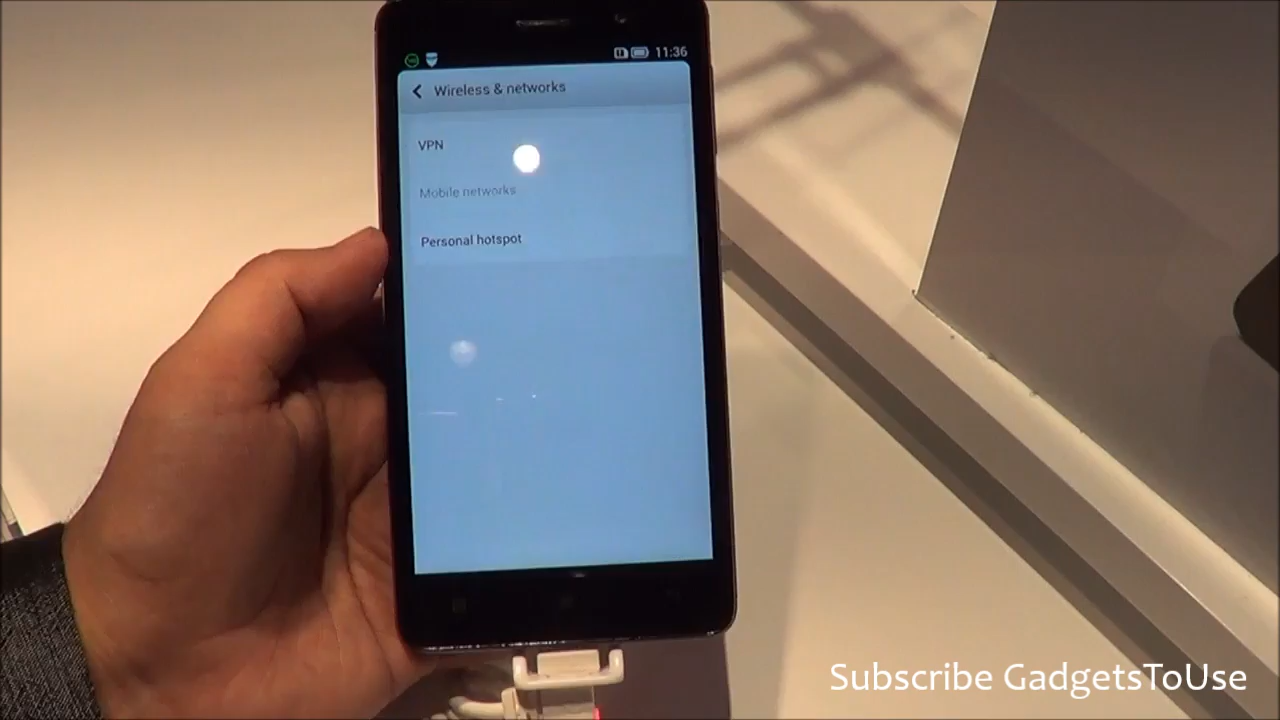 11:36
Wireless & networks
VPN
Mobile networks
Personal hotspot
Subscribe GadgetsToUse